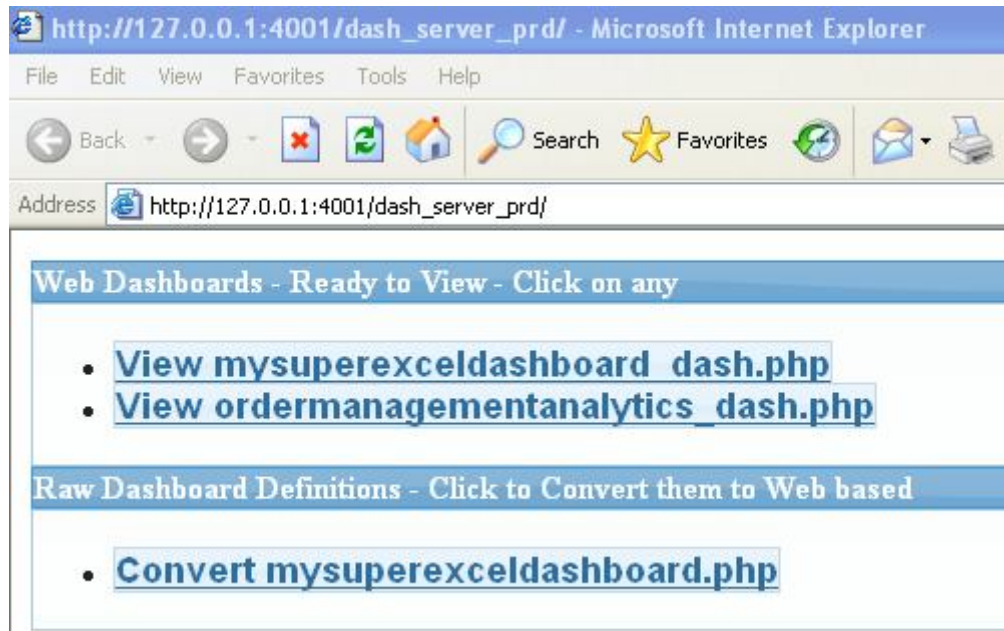 http://127.0.0.1:4001/dash_server_prd/ - Microsoft Internet Explorer
File Edit View Favorites Tools Help
Back Search Favorites
Address http://127.0.0.1:4001/dash_server_prd/
Web Dashboards - Ready to View - Click on any
View mysuperexceldashboard_dash.php
View ordermanagementanalytics_dash.php
Raw Dashboard Definitions - Click to Convert them to Web based
Convert mysuperexceldashboard.php